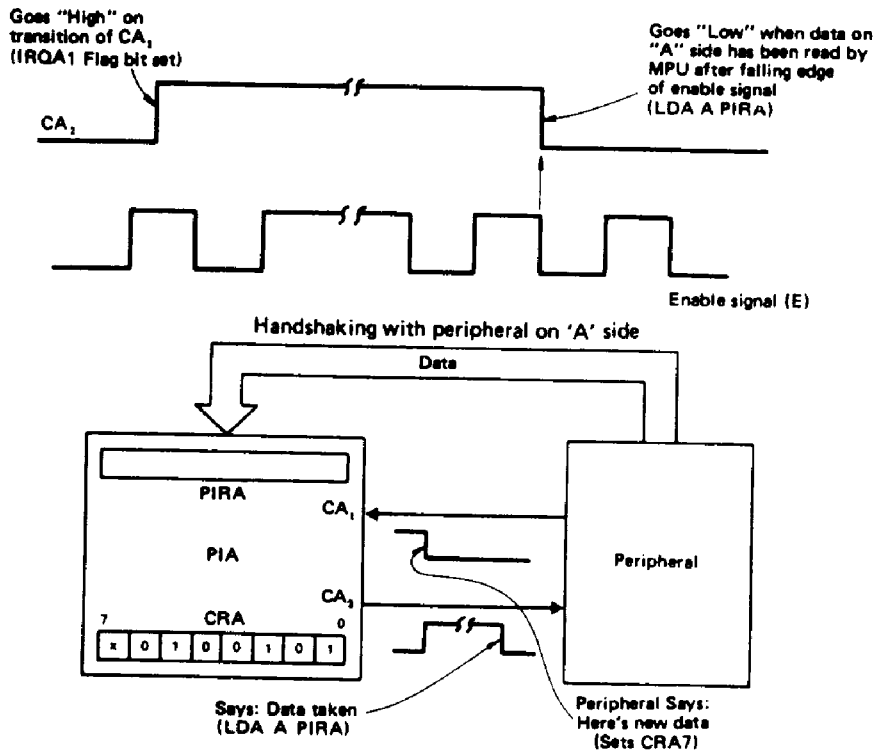 Goes "High" on
transition of CA₁
(IRQA1 Flag bit set)
Goes "Low" when data on
"A" side has been read by
MPU after falling edge
of enable signal
(LDA A PIRA)
CA₂
Enable signal (E)
Handshaking with peripheral on 'A' side
Data
PIRA
CA₁
PIA
Peripheral
CA₂
CRA
7
0
x 0 1 0 0 1 0 1
Says: Data taken
(LDA A PIRA)
Peripheral Says:
Here's new data
(Sets CRA7)